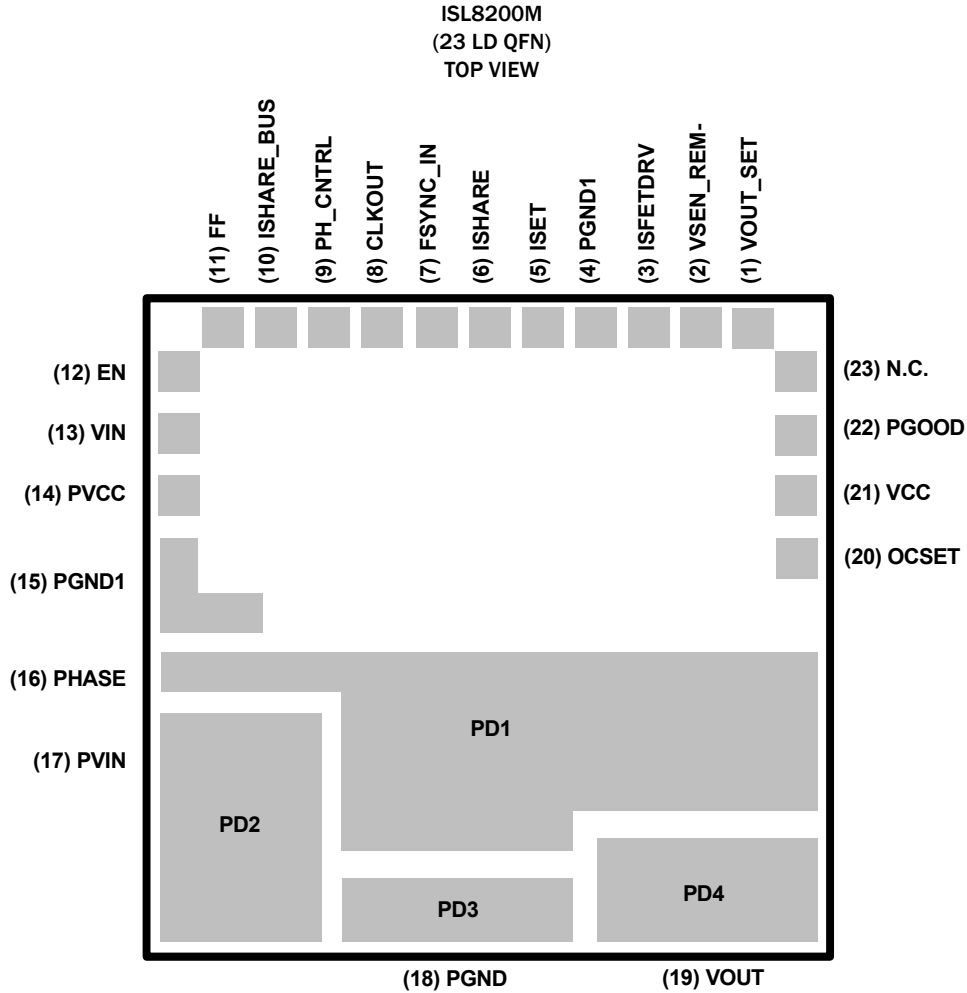 ISL8200M
(23 LD QFN)
TOP VIEW
(11) FF
(10) ISHARE_BUS
(9) PH_CNTRL
(8) CLKOUT
(7) FSYNC_IN
(6) ISHARE
(5) ISET
(4) PGND1
(3) ISFETDRV
(2) VSEN_REM-
(1) VOUT_SET
(12) EN
(23) N.C.
(13) VIN
(22) PGOOD
(14) PVCC
(21) VCC
(20) OCSET
(15) PGND1
(16) PHASE
PD1
(17) PVIN
PD2
PD4
PD3
(18) PGND
(19) VOUT